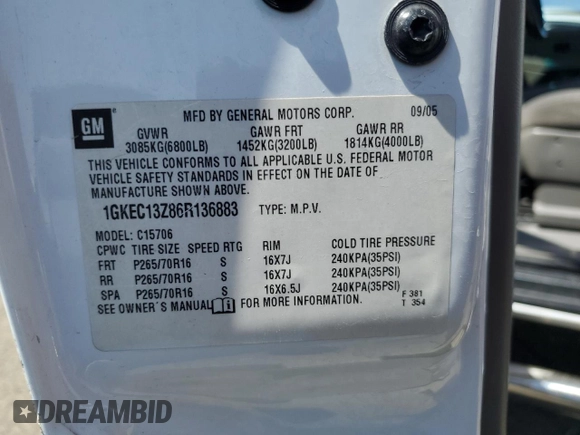 GM
®
MFD BY GENERAL MOTORS CORP. 09/05
GVWR GAWR FRT GAWR RR
3085KG(6800LB) 1452KG(3200LB) 1814KG(4000LB)
THIS VEHICLE CONFORMS TO ALL APPLICABLE U.S. FEDERAL MOTOR
VEHICLE SAFETY STANDARDS IN EFFECT ON THE DATE OF
MANUFACTURE SHOWN ABOVE.
1GKEC13Z86R136883 TYPE: M.P.V.
MODEL: C15706
CPWC TIRE SIZE SPEED RTG RIM COLD TIRE PRESSURE
FRT P265/70R16 S 16X7J 240KPA(35PSI)
RR P265/70R16 S 16X7J 240KPA(35PSI)
SPA P265/70R16 S 16X6.5J 240KPA(35PSI)
SEE OWNER'S MANUAL FOR MORE INFORMATION. F 381
T 354
DREAMBID